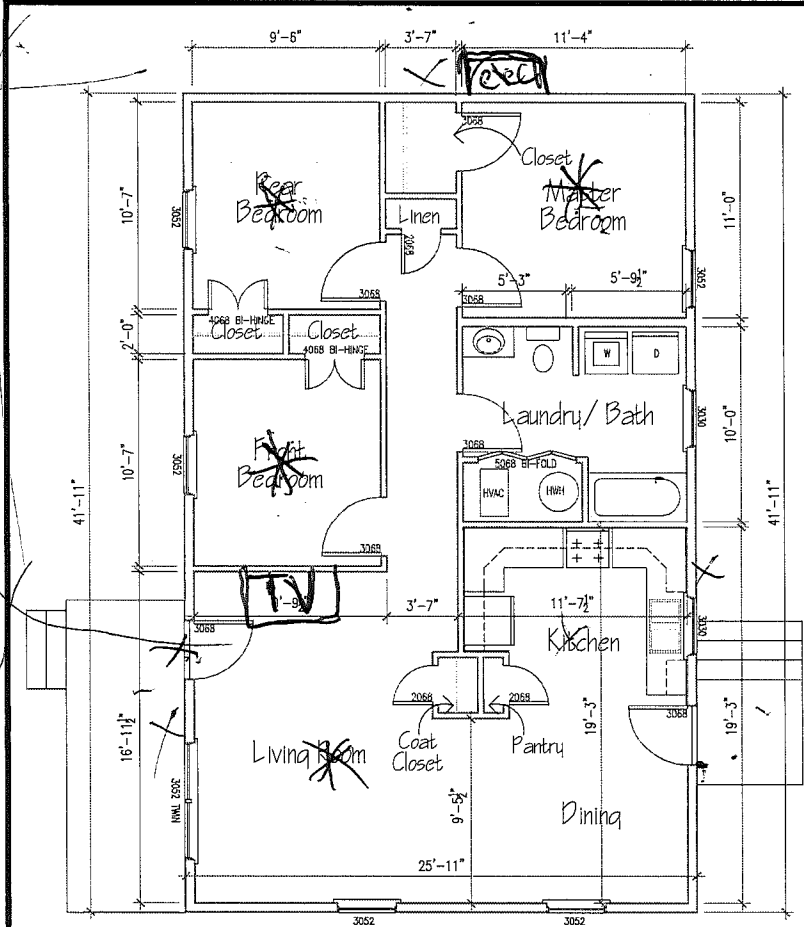 9'-6"
3'-7"
11'-4"
3068
Closet
Rear
Bedroom
Master
Bedroom
10'-7"
11'-0"
3052
Linen
2068
5'-3"
5'-9½"
3052
3068
3068
4068 BI-HINGE
Closet
Closet
4068 BI-HINGE
2'-0"
W
D
Laundry/ Bath
3030
10'-0"
3068
5068 BI-FOLD
HVAC
HWH
Front
Bedroom
3052
10'-7"
41'-11"
41'-11"
3068
TV
3'-7"
11'-7½"
3068
Kitchen
3030
2068
2068
3068
Coat
Closet
Pantry
19'-3"
19'-3"
16'-11½"
Living Room
3052 TWIN
9'-5½"
Dining
25'-11"
3052
3052